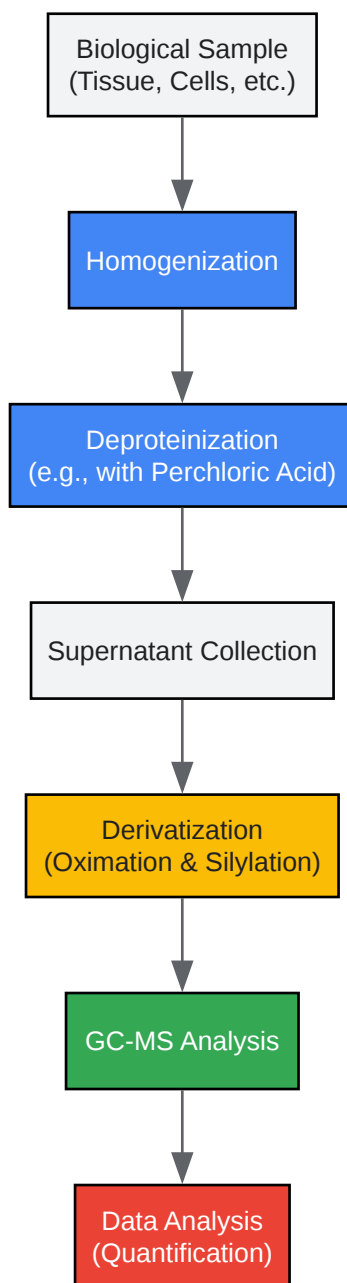 Biological Sample
(Tissue, Cells, etc.)
Homogenization
Deproteinization
(e.g., with Perchloric Acid)
Supernatant Collection
Derivatization
(Oximation & Silylation)
GC-MS Analysis
Data Analysis
(Quantification)